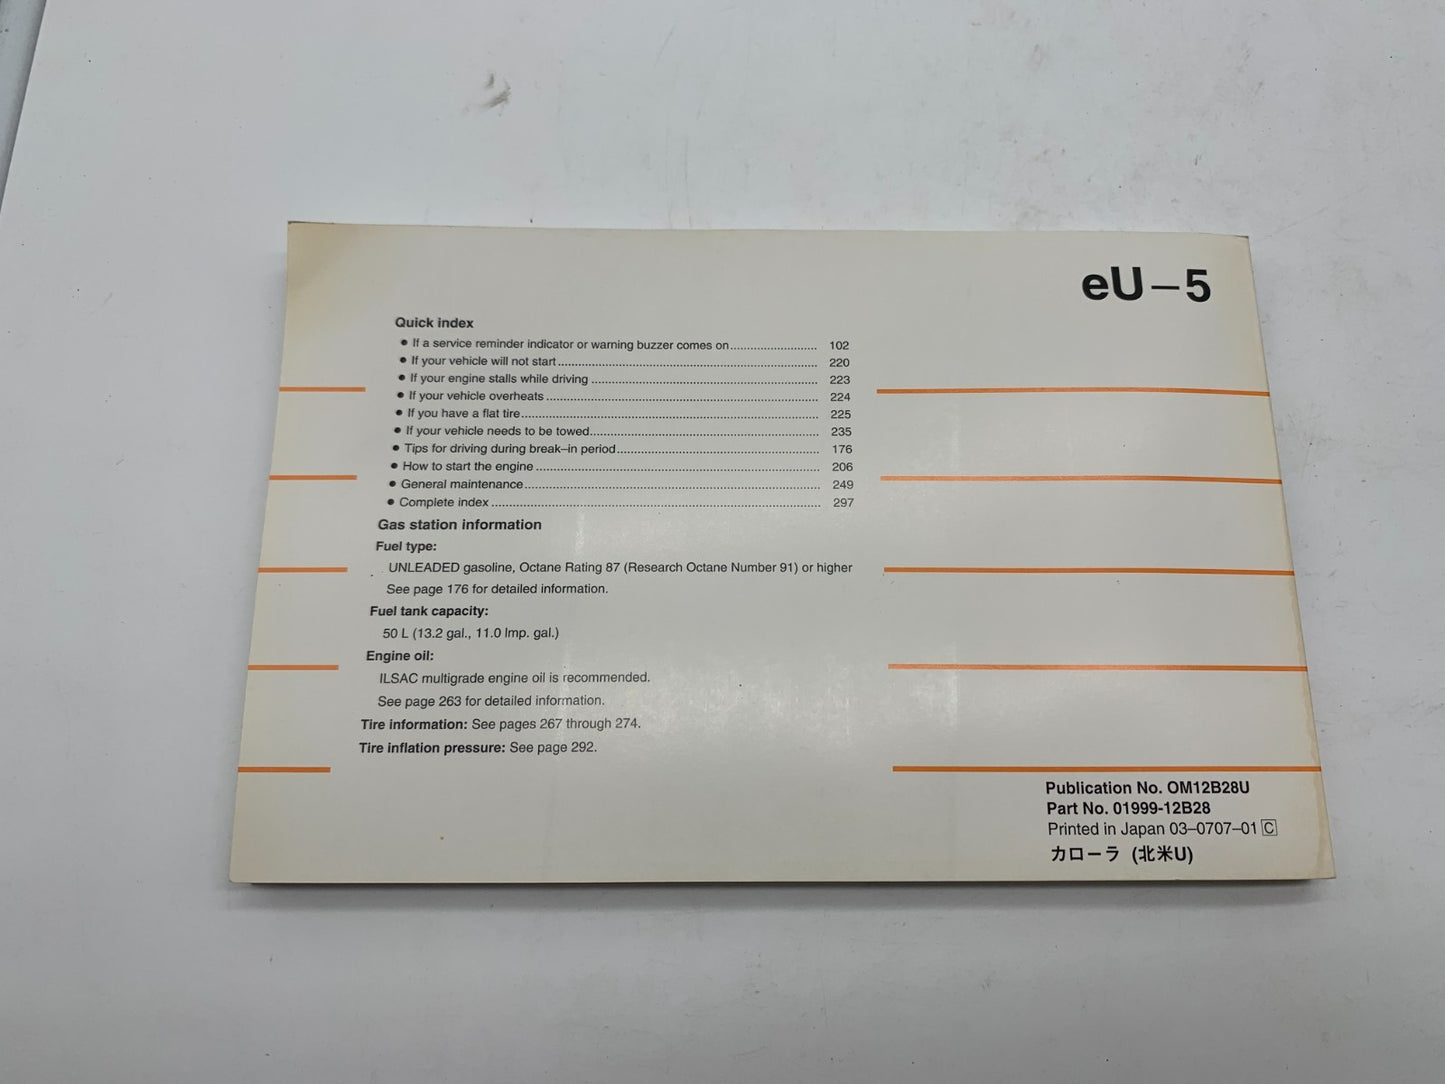 eU–5
Quick index
● If a service reminder indicator or warning buzzer comes on.......................... 102
● If your vehicle will not start.............................................................................. 220
● If your engine stalls while driving .................................................................... 223
● If your vehicle overheats ................................................................................. 224
● If you have a flat tire......................................................................................... 225
● If your vehicle needs to be towed..................................................................... 235
● Tips for driving during break–in period............................................................. 176
● How to start the engine ..................................................................................... 206
● General maintenance......................................................................................... 249
● Complete index ................................................................................................... 297
Gas station information
Fuel type:
UNLEADED gasoline, Octane Rating 87 (Research Octane Number 91) or higher
See page 176 for detailed information.
Fuel tank capacity:
50 L (13.2 gal., 11.0 lmp. gal.)
Engine oil:
ILSAC multigrade engine oil is recommended.
See page 263 for detailed information.
Tire information: See pages 267 through 274.
Tire inflation pressure: See page 292.
Publication No. OM12B28U
Part No. 01999-12B28
Printed in Japan 03–0707–01 C
カローラ (北米U)